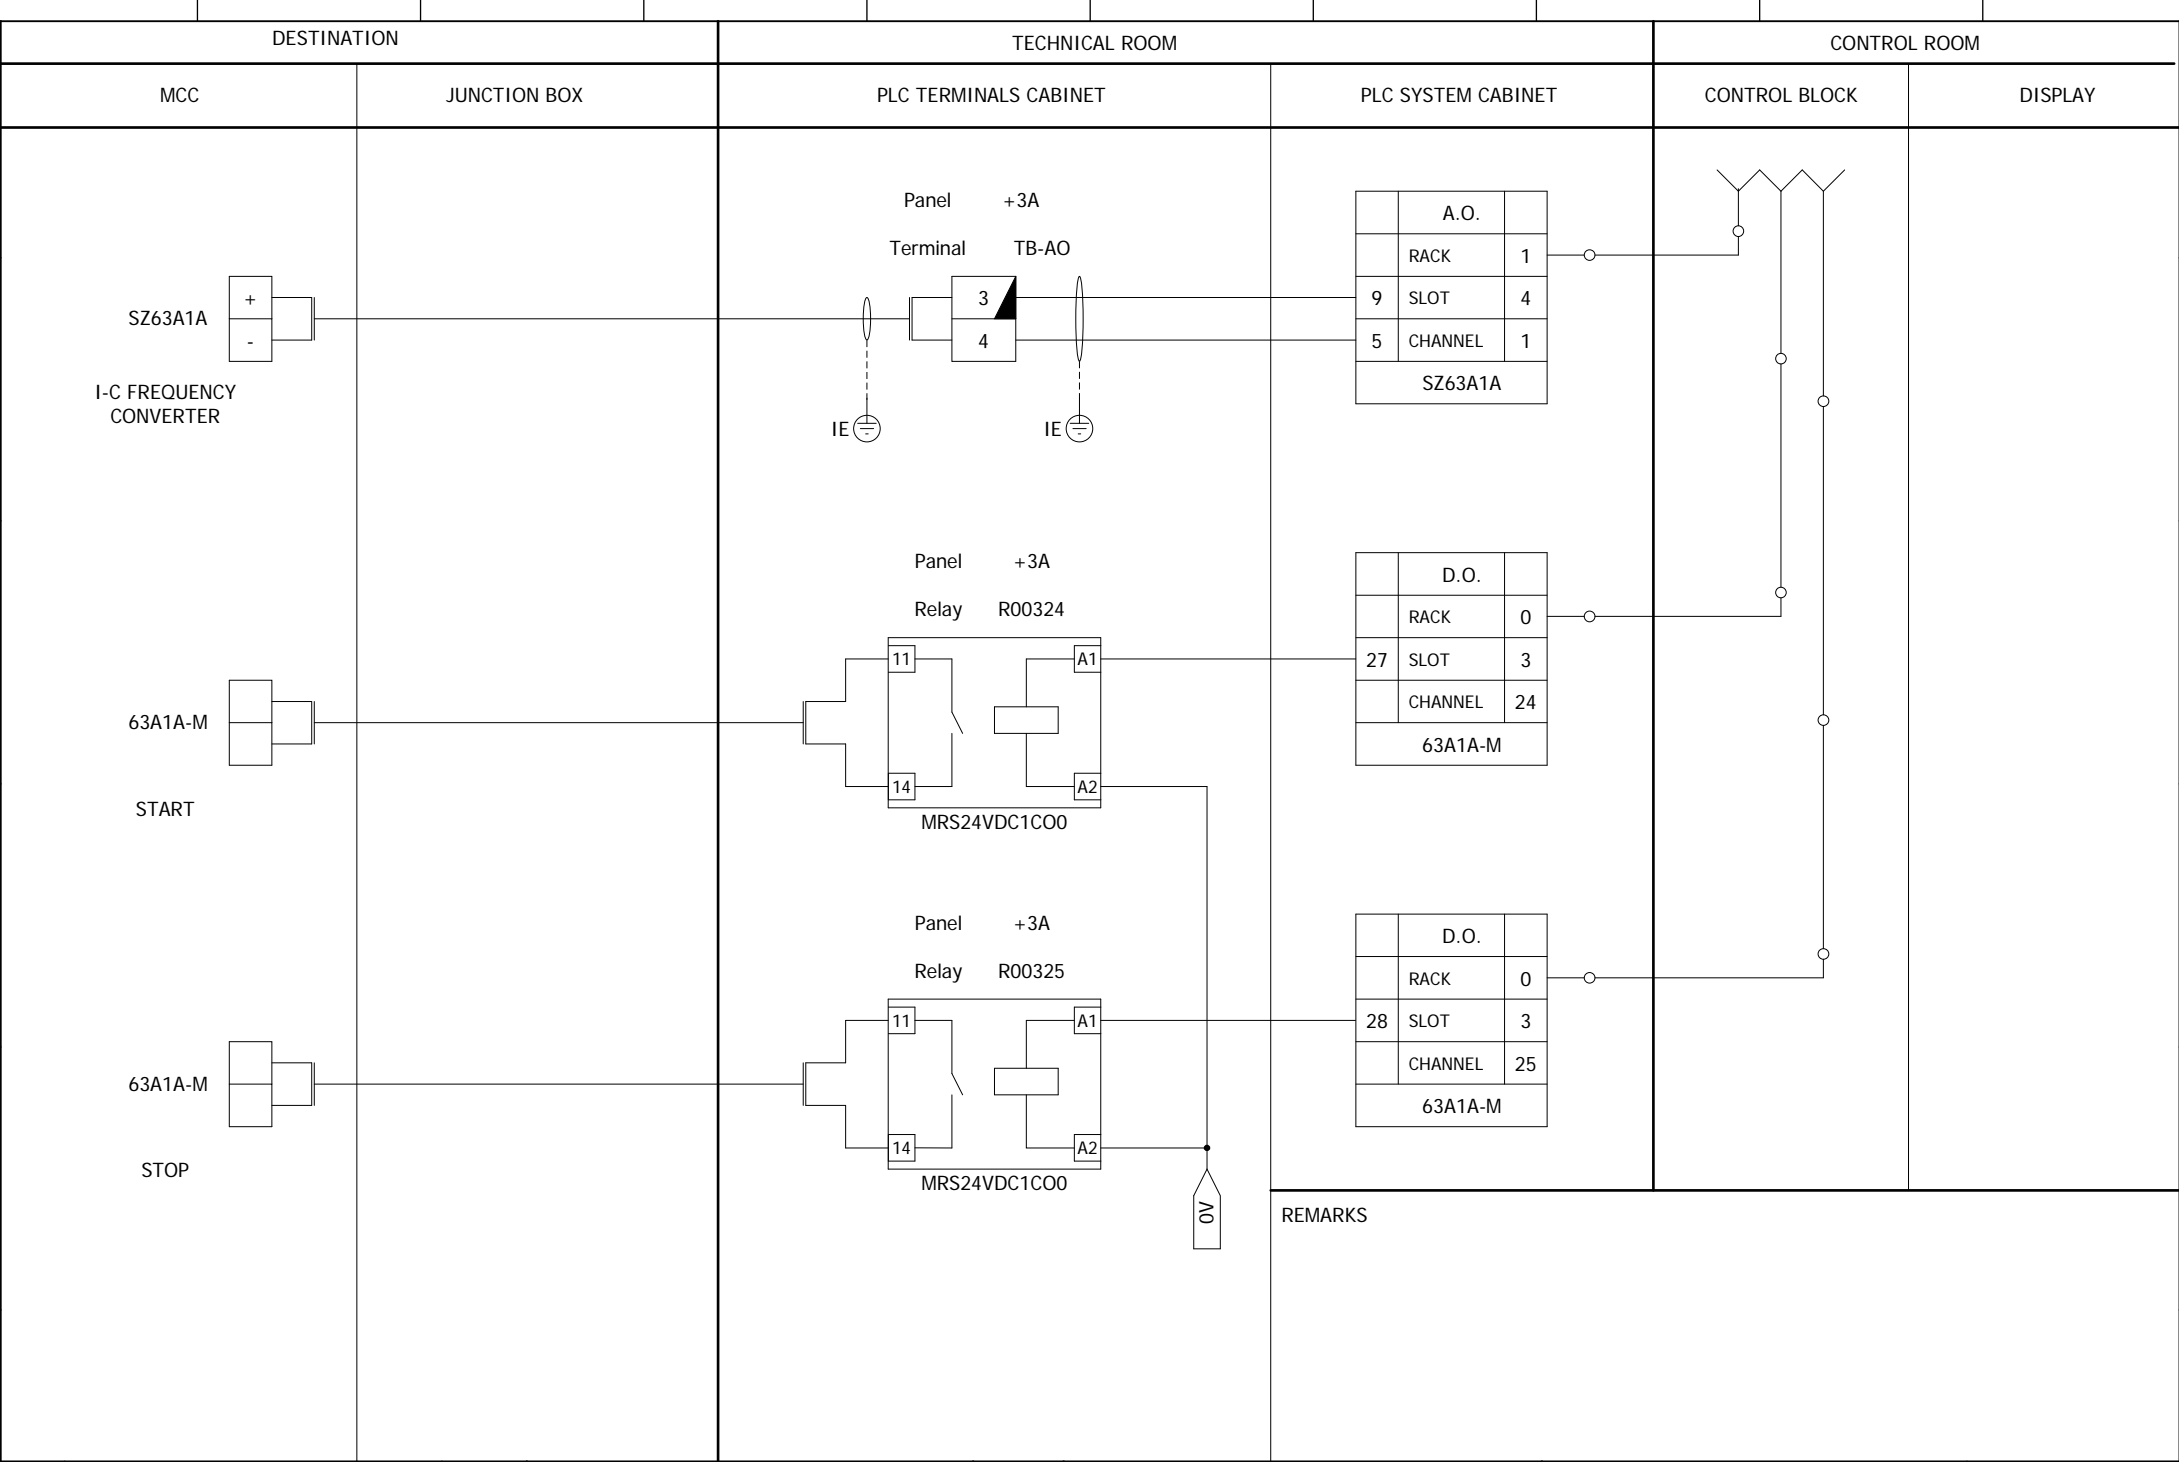 DESTINATION
TECHNICAL ROOM
CONTROL ROOM
MCC
JUNCTION BOX
PLC TERMINALS CABINET
PLC SYSTEM CABINET
CONTROL BLOCK
DISPLAY
Panel +3A
Terminal TB-AO
SZ63A1A
+
-
I-C FREQUENCY
CONVERTER
3
4
IE
IE
A.O.
RACK 1
9 SLOT 4
5 CHANNEL 1
SZ63A1A
Panel +3A
Relay R00324
63A1A-M
START
11
A1
14
A2
MRS24VDC1CO0
D.O.
RACK 0
27 SLOT 3
CHANNEL 24
63A1A-M
Panel +3A
Relay R00325
63A1A-M
STOP
11
A1
14
A2
MRS24VDC1CO0
0V
D.O.
RACK 0
28 SLOT 3
CHANNEL 25
63A1A-M
REMARKS